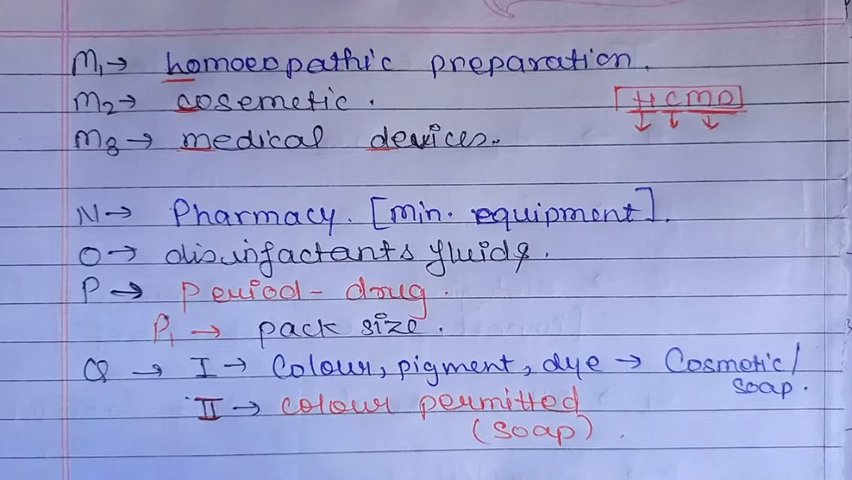 M1→ homoeopathic preparation.
M2→ cosemetic.
HCMD
M3→ medical devices.
N→ Pharmacy. [min. equipment].
O→ disinfactants fluids.
P→ Period - drug.
P1→ pack size.
Q→ I→ Colour, pigment, dye → Cosmetic/
soap.
II→ colour permitted
(soap).